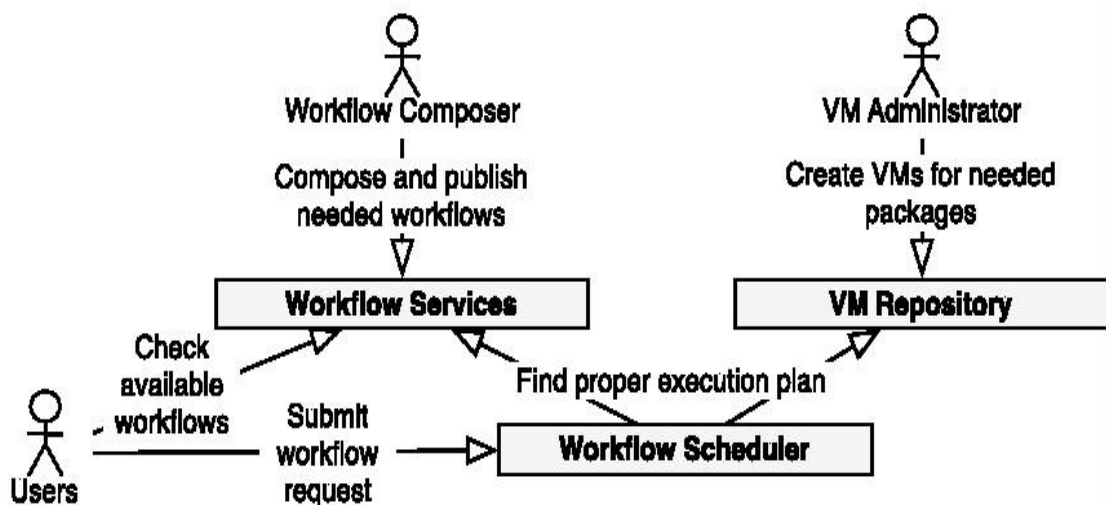 Workflow Composer
VM Administrator
Compose and publish
needed workflows
Create VMs for needed
packages
Workflow Services
VM Repository
Check
available
workflows
Find proper execution plan
Submit
workflow
request
Workflow Scheduler
Users